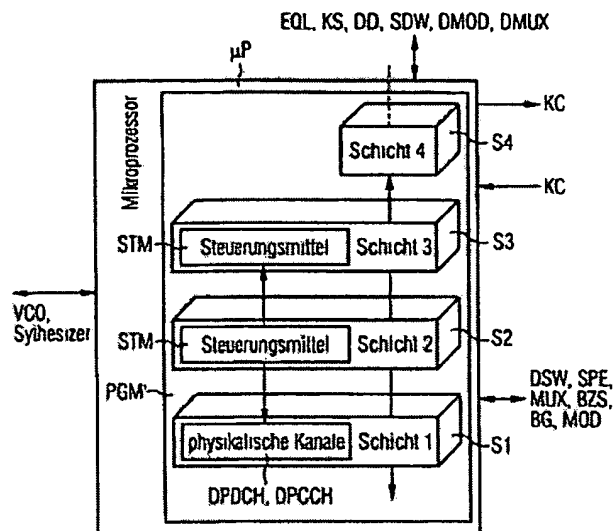 EQL, KS, DD, SDW, DMOD, DMUX
µP
Mikroprozessor
KC
Schicht 4
S4
KC
STM
Steuerungsmittel
Schicht 3
S3
VCO,
Sythesizer
STM
Steuerungsmittel
Schicht 2
S2
PGM'
DSW, SPE,
MUX, BZS,
BG, MOD
physikalische Kanale
Schicht 1
S1
DPDCH, DPCCH